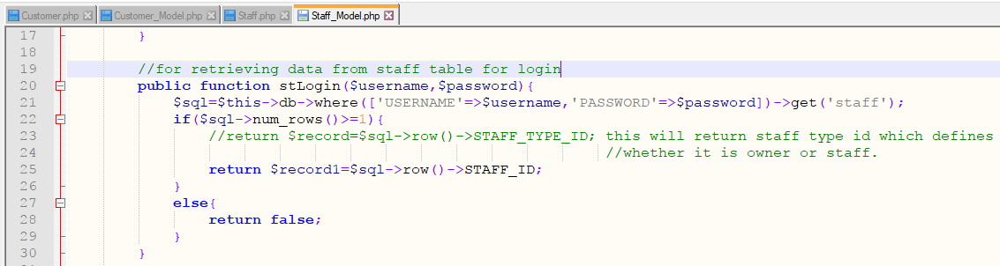 Customer.php Customer_Model.php Staff.php Staff_Model.php
17 }
18
19 //for retrieving data from staff table for login
20 public function stLogin($username,$password){
21 $sql=$this->db->where(['USERNAME'=>$username,'PASSWORD'=>$password])->get('staff');
22 if($sql->num_rows()>=1){
23 //return $record=$sql->row()->STAFF_TYPE_ID; this will return staff type id which defines
24 //whether it is owner or staff.
25 return $record1=$sql->row()->STAFF_ID;
26 }
27 else{
28 return false;
29 }
30 }